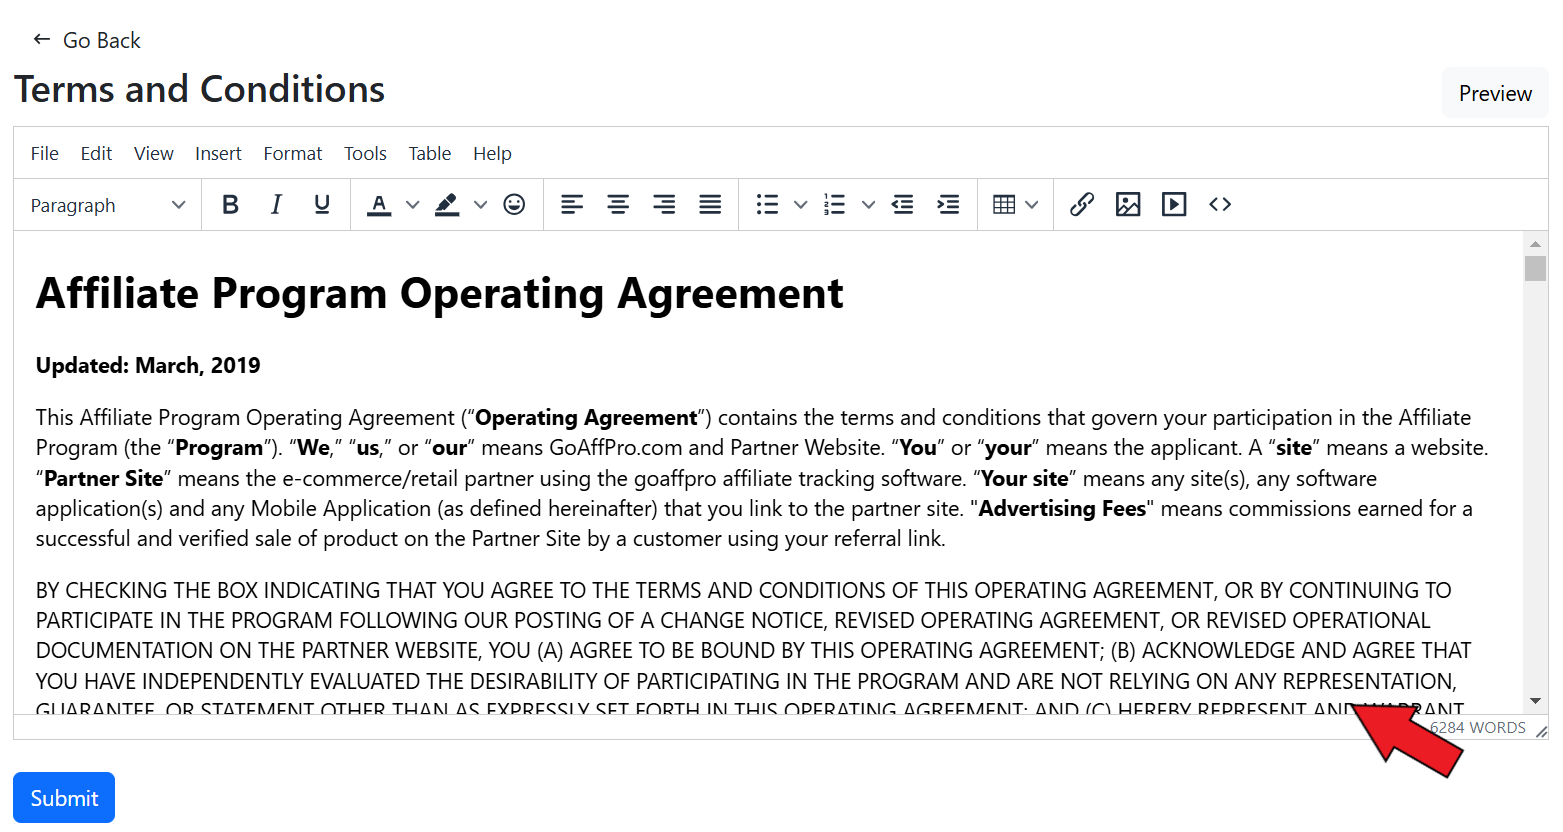 ← Go Back
Terms and Conditions
Preview
File Edit View Insert Format Tools Table Help
Paragraph B I U A
Affiliate Program Operating Agreement
Updated: March, 2019
This Affiliate Program Operating Agreement (“Operating Agreement”) contains the terms and conditions that govern your participation in the Affiliate
Program (the “Program”). “We,” “us,” or “our” means GoAffPro.com and Partner Website. “You” or “your” means the applicant. A “site” means a website.
“Partner Site” means the e-commerce/retail partner using the goaffpro affiliate tracking software. “Your site” means any site(s), any software
application(s) and any Mobile Application (as defined hereinafter) that you link to the partner site. "Advertising Fees" means commissions earned for a
successful and verified sale of product on the Partner Site by a customer using your referral link.
BY CHECKING THE BOX INDICATING THAT YOU AGREE TO THE TERMS AND CONDITIONS OF THIS OPERATING AGREEMENT, OR BY CONTINUING TO
PARTICIPATE IN THE PROGRAM FOLLOWING OUR POSTING OF A CHANGE NOTICE, REVISED OPERATING AGREEMENT, OR REVISED OPERATIONAL
DOCUMENTATION ON THE PARTNER WEBSITE, YOU (A) AGREE TO BE BOUND BY THIS OPERATING AGREEMENT; (B) ACKNOWLEDGE AND AGREE THAT
YOU HAVE INDEPENDENTLY EVALUATED THE DESIRABILITY OF PARTICIPATING IN THE PROGRAM AND ARE NOT RELYING ON ANY REPRESENTATION,
GUARANTEE, OR STATEMENT OTHER THAN AS EXPRESSLY SET FORTH IN THIS OPERATING AGREEMENT; AND (C) HEREBY REPRESENT AND WARRANT
6284 WORDS
Submit